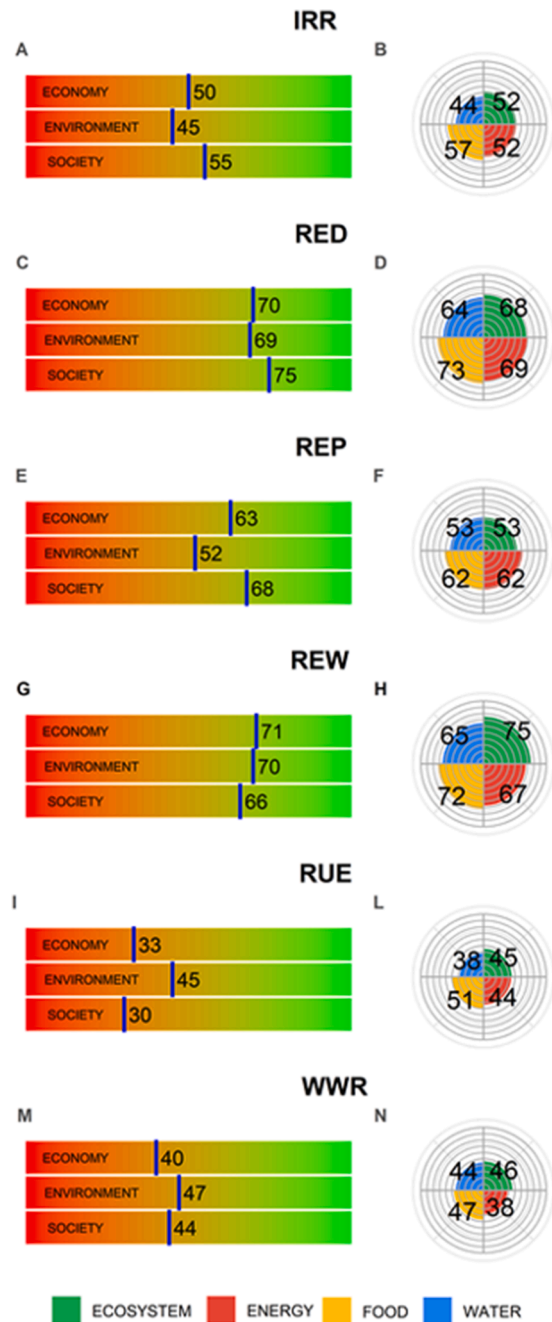 IRR
A B
ECONOMY 50
ENVIRONMENT 45
SOCIETY 55
44 52
57 52
RED
C D
ECONOMY 70
ENVIRONMENT 69
SOCIETY 75
64 68
73 69
REP
E F
ECONOMY 63
ENVIRONMENT 52
SOCIETY 68
53 53
62 62
REW
G H
ECONOMY 71
ENVIRONMENT 70
SOCIETY 66
65 75
72 67
RUE
I L
ECONOMY 33
ENVIRONMENT 45
SOCIETY 30
38 45
51 44
WWR
M N
ECONOMY 40
ENVIRONMENT 47
SOCIETY 44
44 46
47 38
ECOSYSTEM ENERGY FOOD WATER